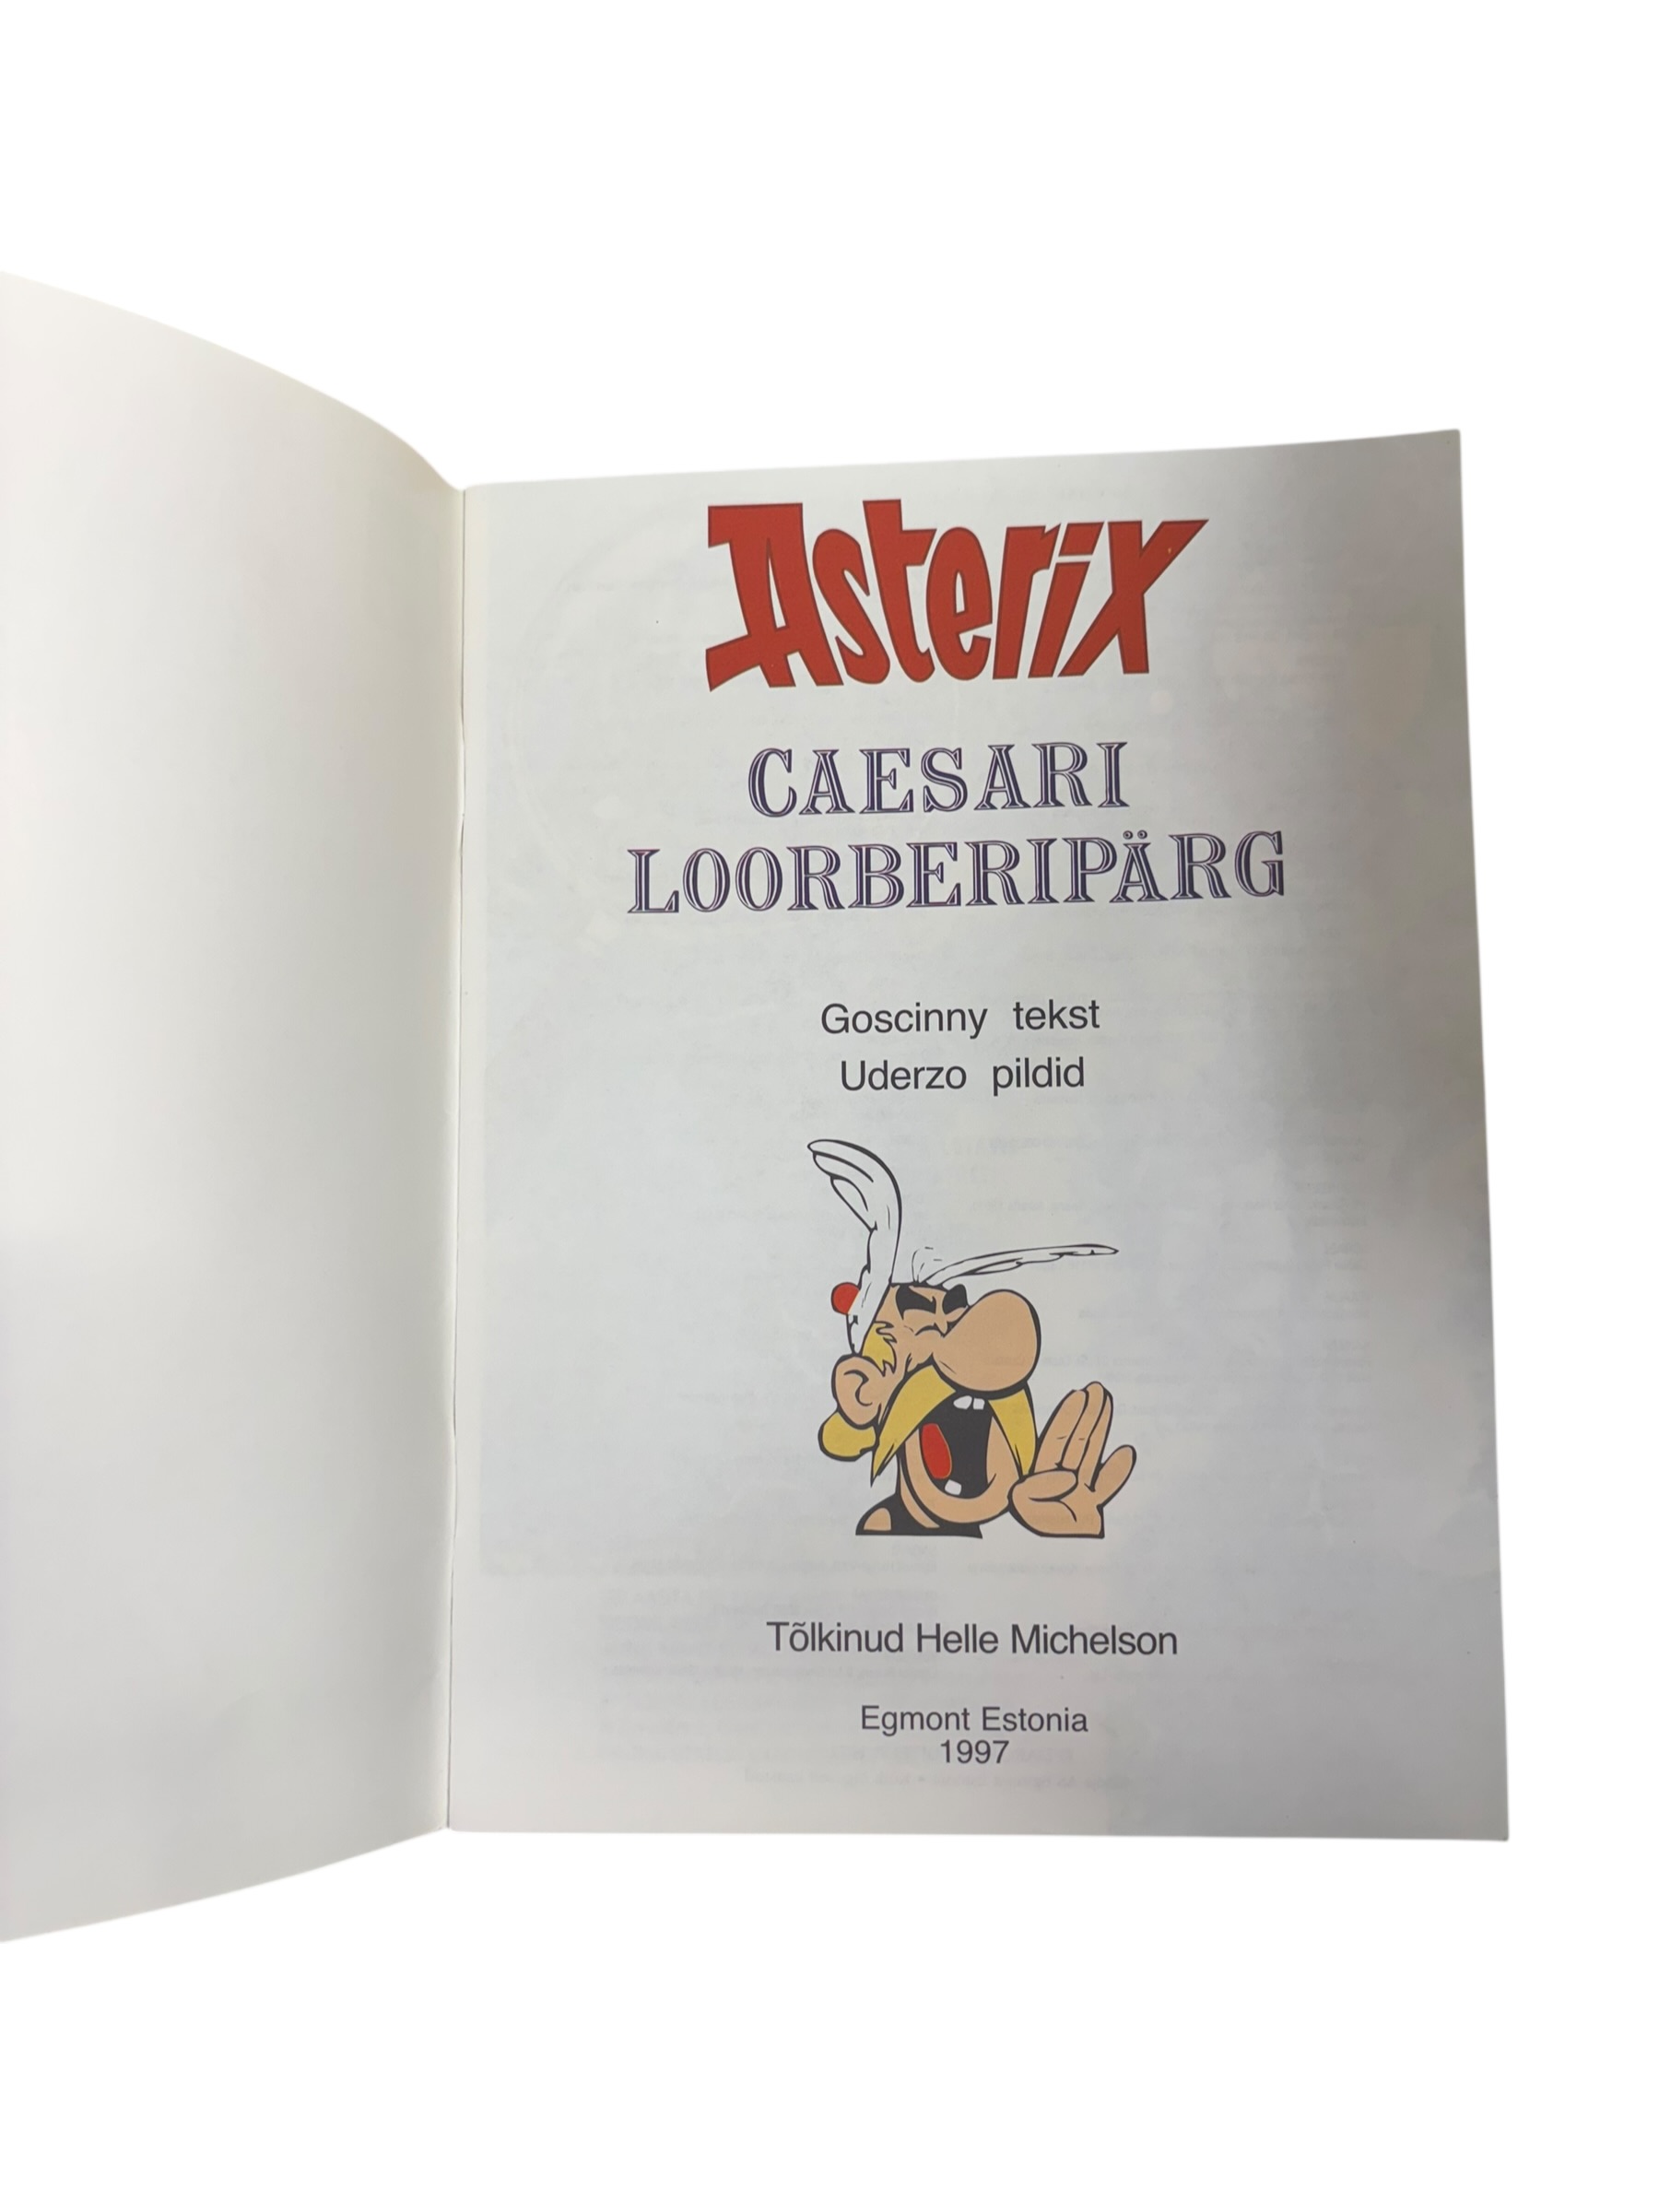 Asterix
CAESARI
LOORBERIPÄRG
Goscinny tekst
Uderzo pildid
Tõlkinud Helle Michelson
Egmont Estonia
1997